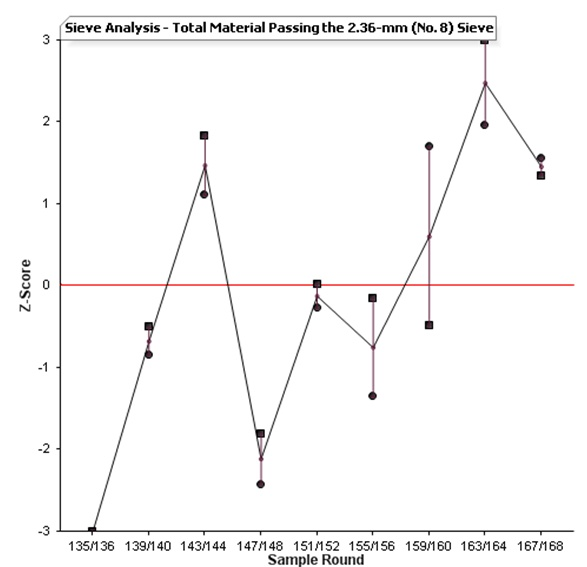 Sieve Analysis - Total Material Passing the 2.36-mm (No. 8) Sieve
3
2
1
0
-1
-2
-3
Z-Score
135/136 139/140 143/144 147/148 151/152 155/156 159/160 163/164 167/168
Sample Round